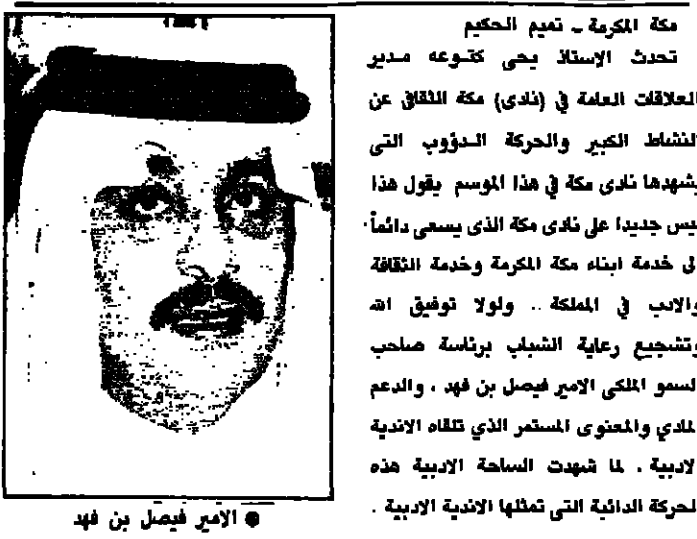 مكة المكرمة ـ تميم الحكيم
تحدث الاستاذ يحى كتوعه مدير
العلاقات العامة في (نادى) مكة الثقافي عن
النشاط الكبير والحركة الدؤوب التى
يشهدها نادى مكة في هذا الموسم يقول هذا
ليس جديدا على نادى مكة الذى يسعى دائماً
الى خدمة ابناء مكة المكرمة وخدمة الثقافة
والادب في المملكة .. ولولا توفيق الله
وتشجيع رعاية الشباب برئاسة صاحب
السمو الملكى الامير فيصل بن فهد ، والدعم
المادي والمعنوى المستمر الذي تتلقاه الاندية
الادبية . لما شهدت الساحة الادبية هذه
الحركة الدائبة التى تمثلها الاندية الادبية .
● الامير فيصل بن فهد